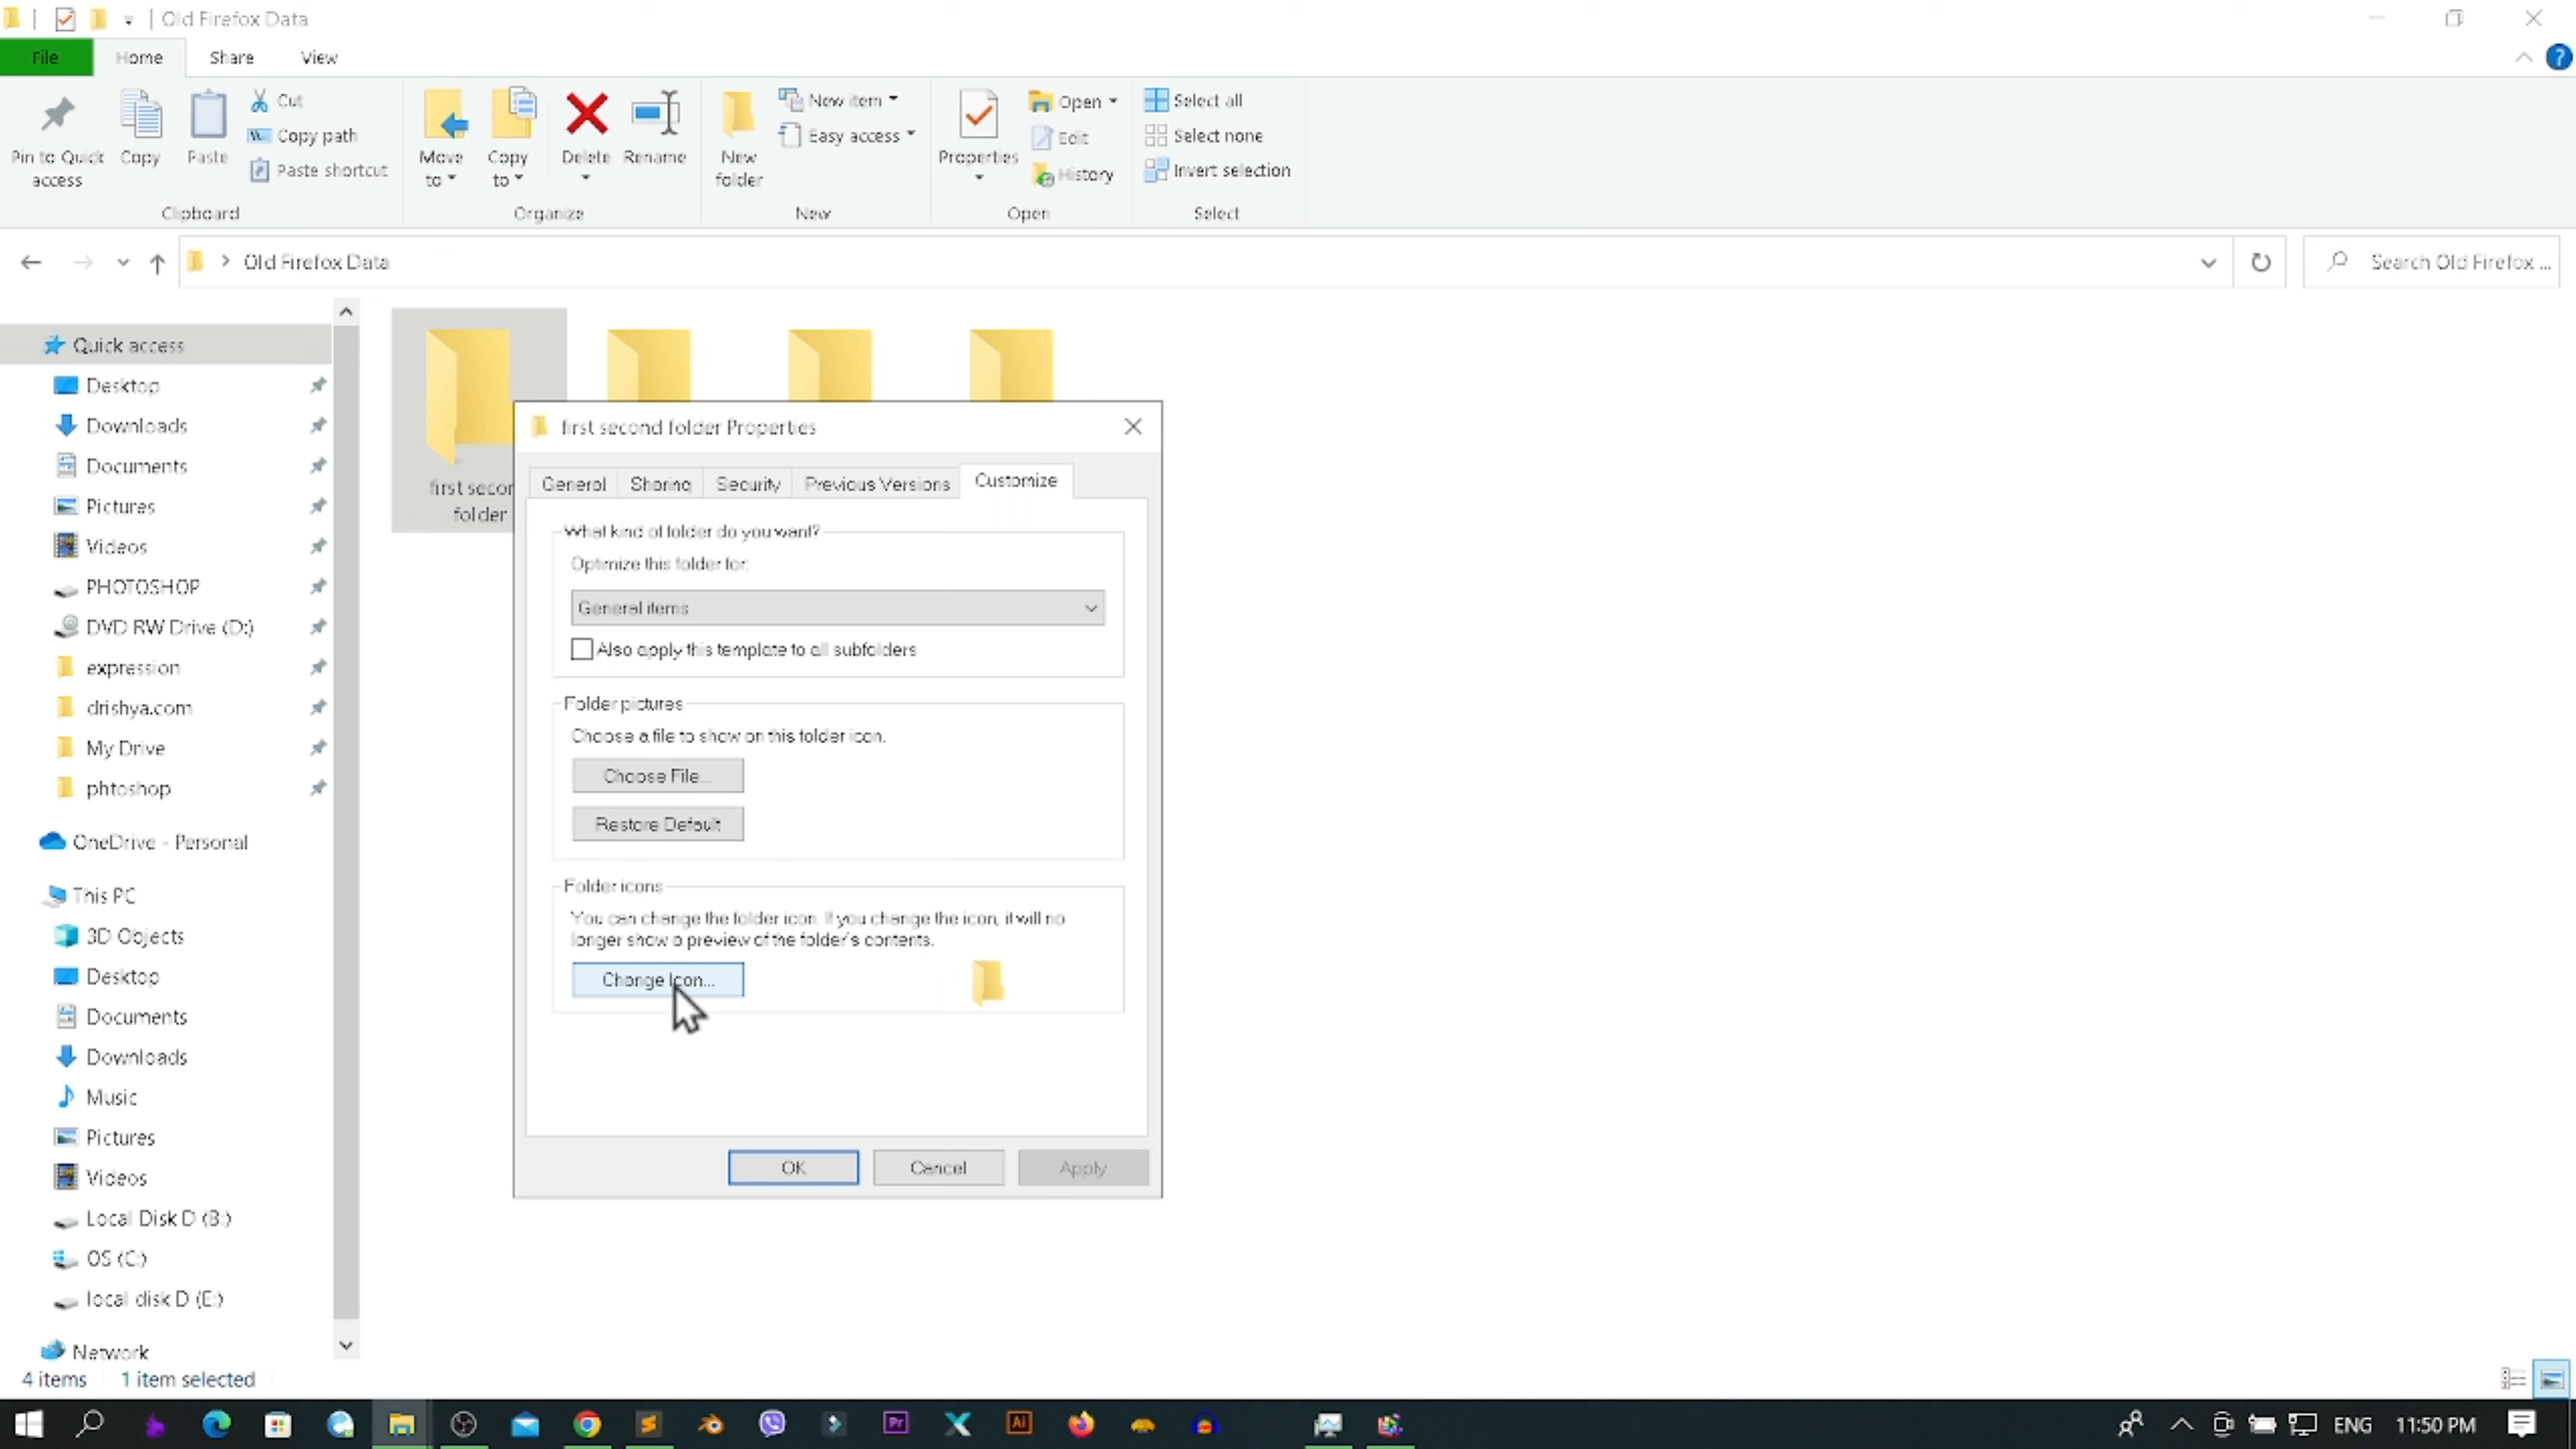 Old Firefox Data
File Home Share View
Pin to Quick access
Copy
Paste
Cut
Copy path
Paste shortcut
Clipboard
Move to
Copy to
Delete
Rename
Organize
New folder
New item
Easy access
New
Properties
Open
Edit
History
Open
Select all
Select none
Invert selection
Select
Old Firefox Data
Search Old Firefox ...
Quick access
Desktop
Downloads
Documents
Pictures
Videos
PHOTOSHOP
DVD RW Drive (D:)
expression
drishya.com
My Drive
phtoshop
OneDrive - Personal
This PC
3D Objects
Desktop
Documents
Downloads
Music
Pictures
Videos
Local Disk D (B:)
OS (C:)
local disk D (E:)
Network
first secon
folder
first second folder Properties
General Sharing Security Previous Versions Customize
What kind of folder do you want?
Optimize this folder for:
General items
Also apply this template to all subfolders
Folder pictures
Choose a file to show on this folder icon.
Choose File...
Restore Default
Folder icons
You can change the folder icon. If you change the icon, it will no
longer show a preview of the folder's contents.
Change Icon...
OK Cancel Apply
4 items 1 item selected
Pr
Ai
ENG 11:50 PM